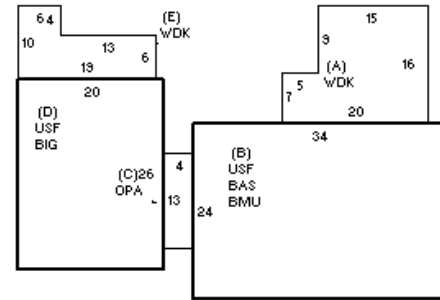 6 4
(E)
WDK
10
13
6
19
15
9
(A)
WDK
16
5
7
20
20
(D)
USF
BIG
34
(B)
USF
BAS
BMU
(C)26
OPA
4
13
24